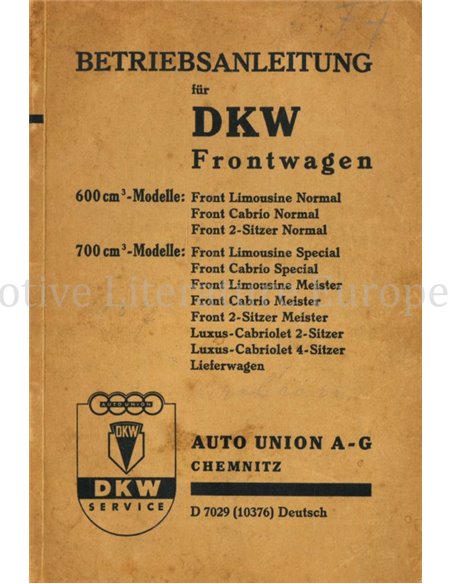 77
BETRIEBSANLEITUNG
für
DKW
Frontwagen
600 cm³-Modelle: Front Limousine Normal
Front Cabrio Normal
Front 2-Sitzer Normal
700 cm³-Modelle: Front Limousine Special
Front Cabrio Special
Front Limousine Meister
Front Cabrio Meister
Front 2-Sitzer Meister
Luxus-Cabriolet 2-Sitzer
Luxus-Cabriolet 4-Sitzer
Lieferwagen
AUTO UNION
DKW
DKW
SERVICE
AUTO UNION A-G
CHEMNITZ
D 7029 (10376) Deutsch